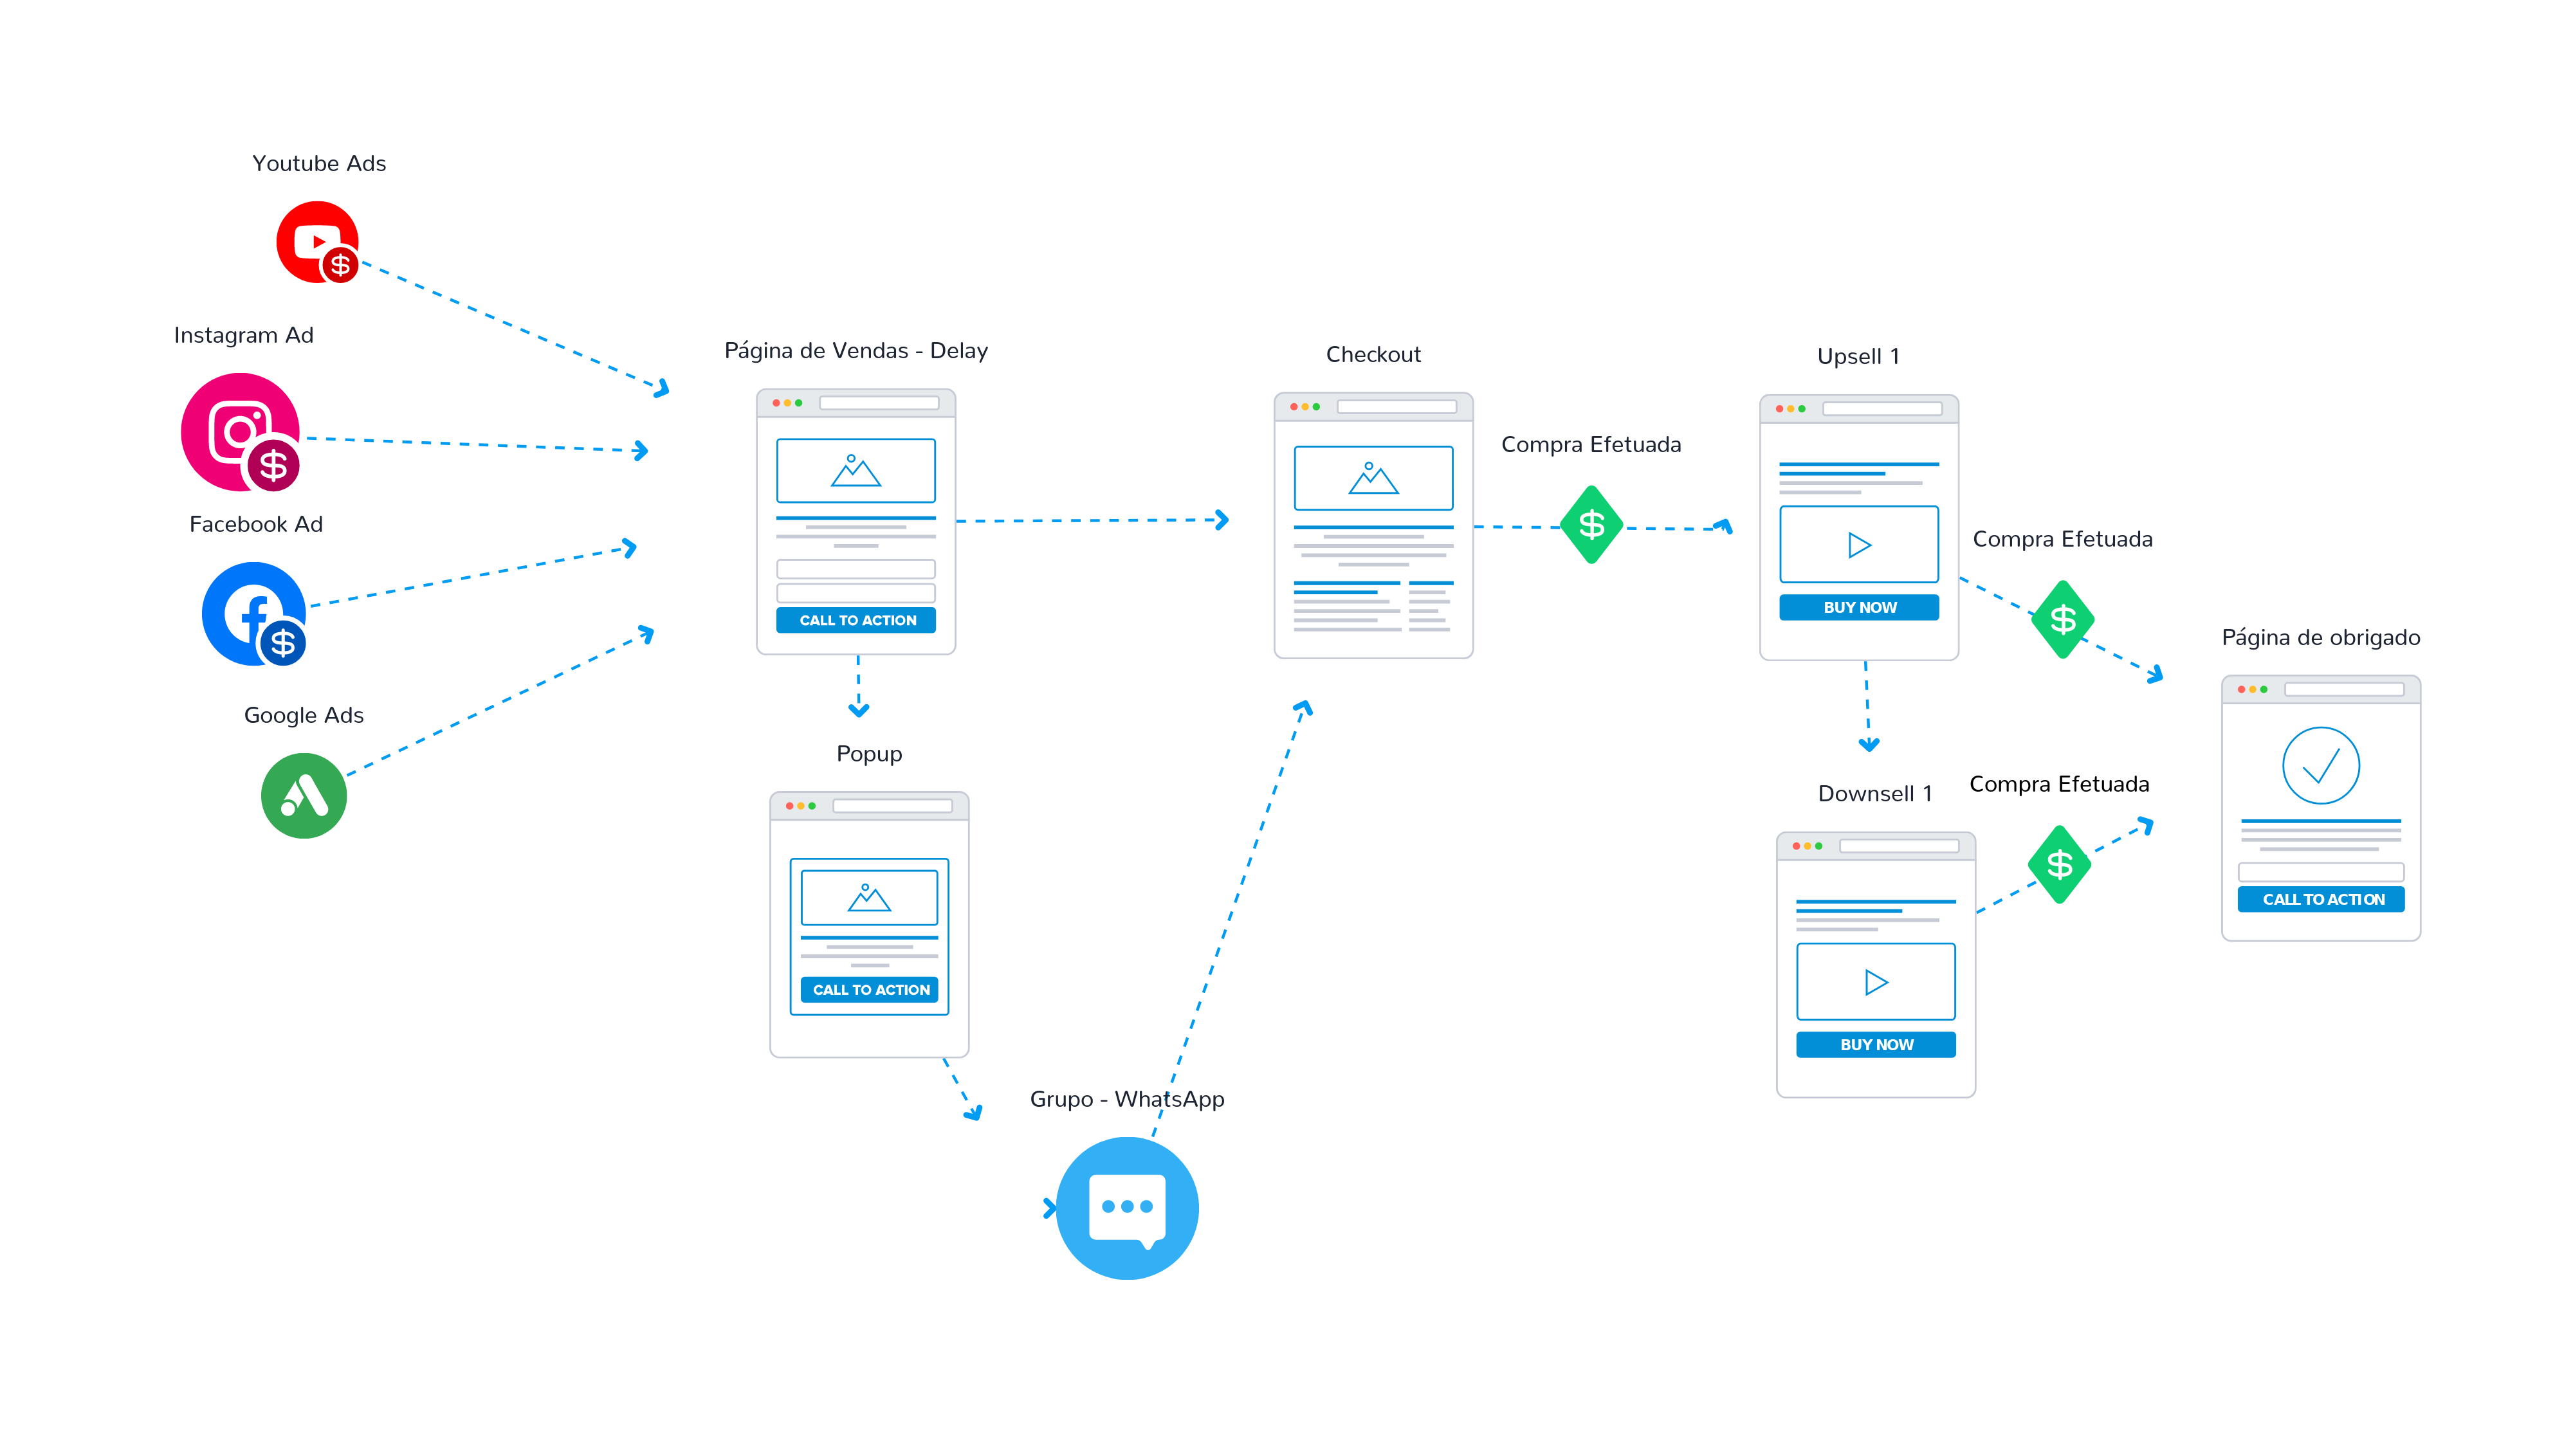 Youtube Ads
Instagram Ad
Facebook Ad
Google Ads
Página de Vendas - Delay
CALL TO ACTION
Popup
CALL TO ACTION
Grupo - WhatsApp
Checkout
Compra Efetuada
Upsell 1
BUY NOW
Compra Efetuada
Downsell 1
BUY NOW
Compra Efetuada
Página de obrigado
CALL TO ACTION